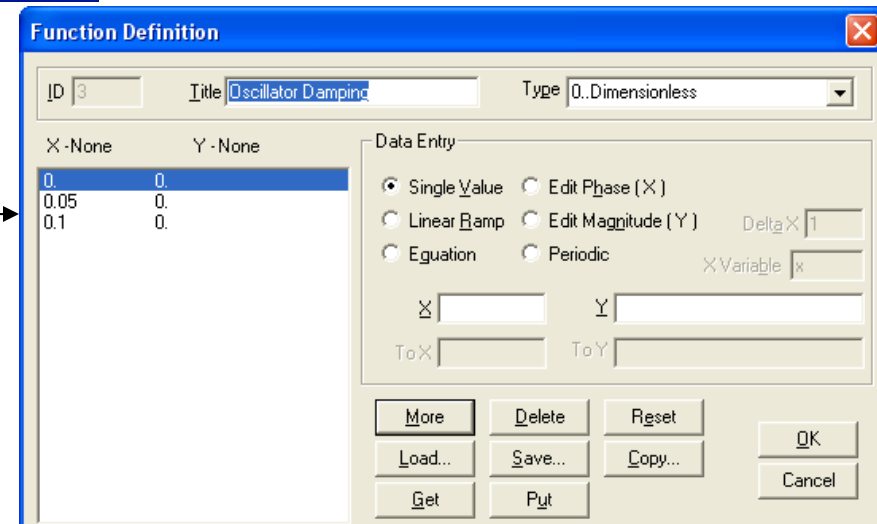 Function Definition
ID 3 Title Oscillator Damping Type 0..Dimensionless
X -None Y -None
0. 0.
0.05 0.
0.1 0.
Data Entry
Single Value Edit Phase (X)
Linear Ramp Edit Magnitude (Y) Delta X 1
Equation Periodic X Variable x
X Y
To X To Y
More Delete Reset
Load... Save... Copy...
Get Put
OK
Cancel